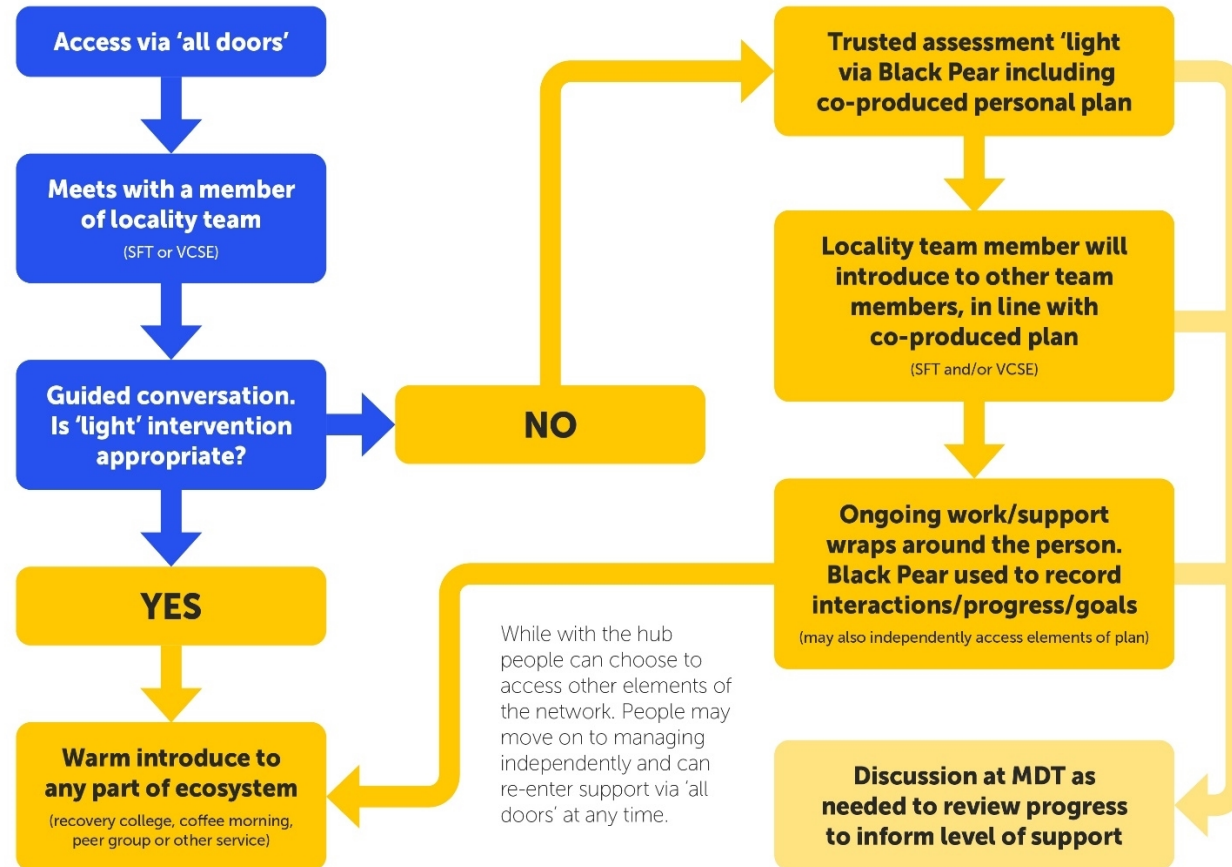 Access via ‘all doors’
Meets with a member
of locality team
(SFT or VCSE)
Guided conversation.
Is ‘light’ intervention
appropriate?
YES
Warm introduce to
any part of ecosystem
(recovery college, coffee morning,
peer group or other service)
NO
Trusted assessment ‘light
via Black Pear including
co-produced personal plan
Locality team member will
introduce to other team
members, in line with
co-produced plan
(SFT and/or VCSE)
Ongoing work/support
wraps around the person.
Black Pear used to record
interactions/progress/goals
(may also independently access elements of plan)
While with the hub
people can choose to
access other elements of
the network. People may
move on to managing
independently and can
re-enter support via ‘all
doors’ at any time.
Discussion at MDT as
needed to review progress
to inform level of support